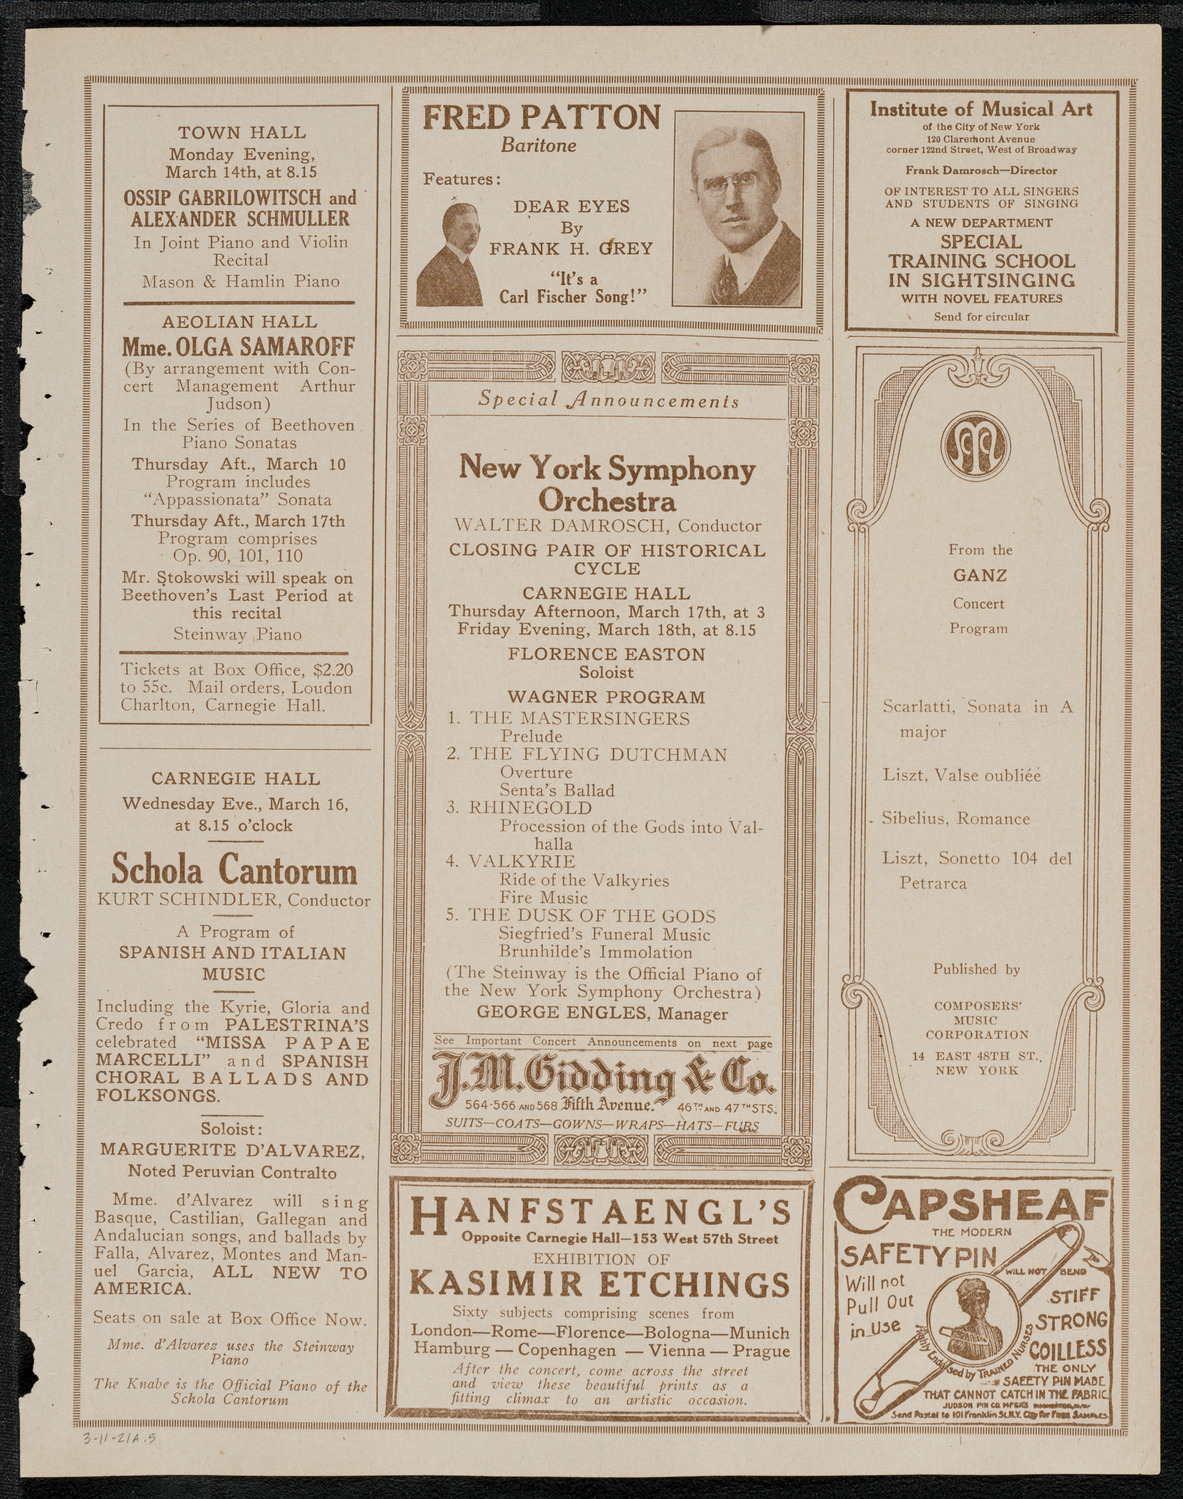 TOWN HALL
Monday Evening,
March 14th, at 8.15
OSSIP GABRILOWITSCH and
ALEXANDER SCHMULLER
In Joint Piano and Violin
Recital
Mason & Hamlin Piano
AEOLIAN HALL
Mme. OLGA SAMAROFF
(By arrangement with Con-
cert Management Arthur
Judson)
In the Series of Beethoven
Piano Sonatas
Thursday Aft., March 10
Program includes
"Appassionata" Sonata
Thursday Aft., March 17th
Program comprises
Op. 90, 101, 110
Mr. Stokowski will speak on
Beethoven's Last Period at
this recital
Steinway Piano
Tickets at Box Office, $2.20
to 55c. Mail orders, Loudon
Charlton, Carnegie Hall.
CARNEGIE HALL
Wednesday Eve., March 16,
at 8.15 o'clock
Schola Cantorum
KURT SCHINDLER, Conductor
A Program of
SPANISH AND ITALIAN
MUSIC
Including the Kyrie, Gloria and
Credo from PALESTRINA'S
celebrated "MISSA PAPAE
MARCELLI" and SPANISH
CHORAL BALLADS AND
FOLKSONGS.
Soloist:
MARGUERITE D'ALVAREZ,
Noted Peruvian Contralto
Mme. d'Alvarez will sing
Basque, Castilian, Gallegan and
Andalucian songs, and ballads by
Falla, Alvarez, Montes and Man-
uel Garcia, ALL NEW TO
AMERICA.
Seats on sale at Box Office Now.
Mme. d'Alvarez uses the Steinway
Piano
The Knabe is the Official Piano of the
Schola Cantorum
3-11-21A.5
FRED PATTON
Baritone
Features:
DEAR EYES
By
FRANK H. GREY
"It's a
Carl Fischer Song!"
Special Announcements
New York Symphony
Orchestra
WALTER DAMROSCH, Conductor
CLOSING PAIR OF HISTORICAL
CYCLE
CARNEGIE HALL
Thursday Afternoon, March 17th, at 3
Friday Evening, March 18th, at 8.15
FLORENCE EASTON
Soloist
WAGNER PROGRAM
1. THE MASTERSINGERS
Prelude
2. THE FLYING DUTCHMAN
Overture
Senta's Ballad
3. RHINEGOLD
Procession of the Gods into Val-
halla
4. VALKYRIE
Ride of the Valkyries
Fire Music
5. THE DUSK OF THE GODS
Siegfried's Funeral Music
Brunhilde's Immolation
(The Steinway is the Official Piano of
the New York Symphony Orchestra)
GEORGE ENGLES, Manager
See Important Concert Announcements on next page
J.M. Gidding & Co.
564-566 AND 568 Fifth Avenue. 46TH AND 47TH STS.
SUITS—COATS—GOWNS—WRAPS—HATS—FURS
HANFSTAENGL'S
Opposite Carnegie Hall—153 West 57th Street
EXHIBITION OF
KASIMIR ETCHINGS
Sixty subjects comprising scenes from
London—Rome—Florence—Bologna—Munich
Hamburg — Copenhagen — Vienna — Prague
After the concert, come across the street
and view these beautiful prints as a
fitting climax to an artistic occasion.
Institute of Musical Art
of the City of New York
120 Claremont Avenue
corner 122nd Street, West of Broadway
Frank Damrosch—Director
OF INTEREST TO ALL SINGERS
AND STUDENTS OF SINGING
A NEW DEPARTMENT
SPECIAL
TRAINING SCHOOL
IN SIGHTSINGING
WITH NOVEL FEATURES
Send for circular
M
From the
GANZ
Concert
Program
Scarlatti, Sonata in A
major
Liszt, Valse oubliéé
Sibelius, Romance
Liszt, Sonetto 104 del
Petrarca
Published by
COMPOSERS'
MUSIC
CORPORATION
14 EAST 48TH ST.,
NEW YORK
CAPSHEAF
THE MODERN
SAFETY PIN
WILL NOT BEND
Will not
Pull Out
in Use
STIFF
STRONG
COILLESS
Highly Endorsed by TRAINED NURSES
THE ONLY
SAFETY PIN MADE
THAT CANNOT CATCH IN THE FABRIC.
JUDSON PIN CO. MFGRS
Send Postal to 101 Franklin St. N.Y. City for Free SAMPLES